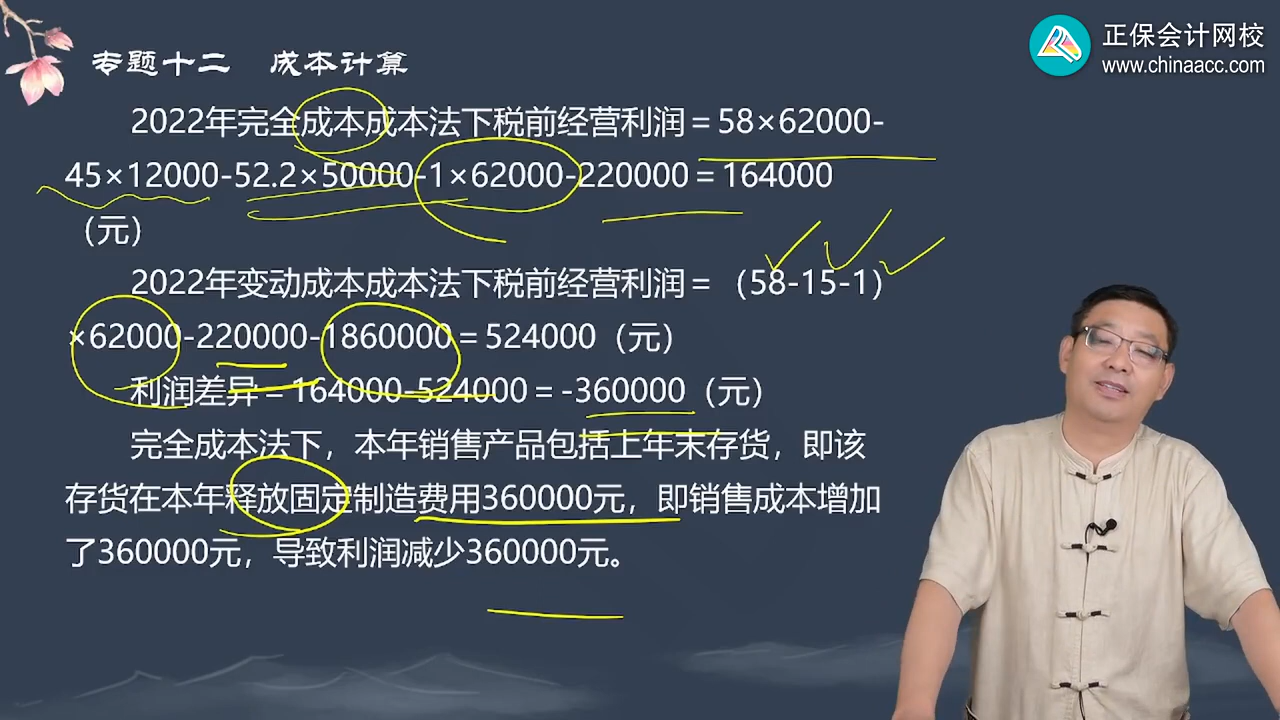 正保会计网校
www.chinaacc.com
专题十二 成本计算
2022年完全成本成本法下税前经营利润＝58×62000-
45×12000-52.2×50000-1×62000-220000＝164000
（元）
2022年变动成本成本法下税前经营利润＝（58-15-1）
×62000-220000-1860000＝524000（元）
利润差异＝164000-524000＝-360000（元）
完全成本法下，本年销售产品包括上年末存货，即该
存货在本年释放固定制造费用360000元，即销售成本增加
了360000元，导致利润减少360000元。